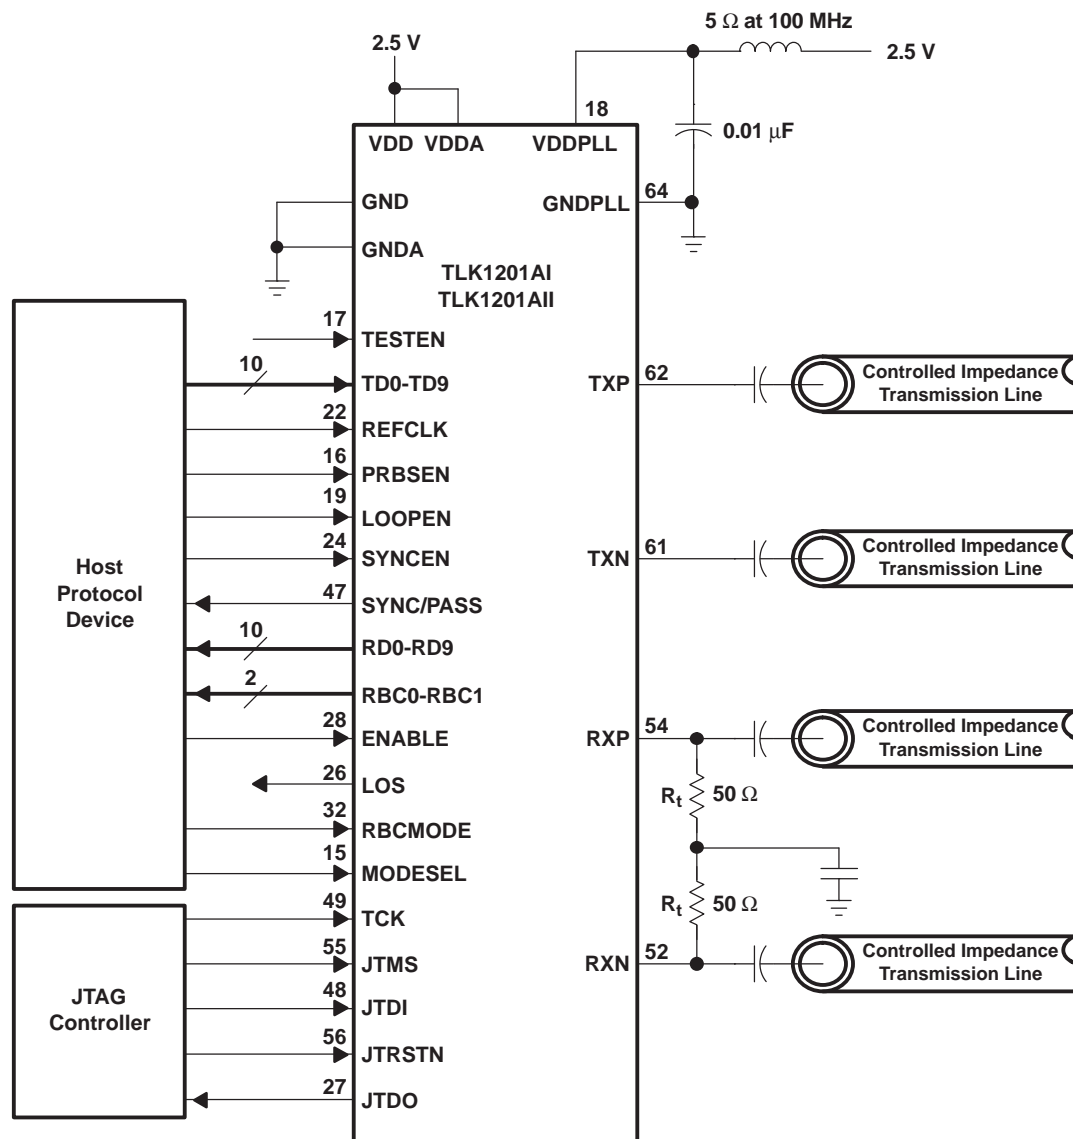 5 Ω at 100 MHz
2.5 V
2.5 V
18
0.01 μF
VDD VDDA VDDPLL
GND
GNDPLL
64
GNDA
TLK1201AI
TLK1201AII
17
TESTEN
10
TD0-TD9
22
REFCLK
16
PRBSEN
19
LOOPEN
24
SYNCEN
47
SYNC/PASS
10
RD0-RD9
2
RBC0-RBC1
28
ENABLE
26
LOS
32
RBCMODE
15
MODESEL
49
TCK
55
JTMS
48
JTDI
56
JTRSTN
27
JTDO
Host
Protocol
Device
JTAG
Controller
TXP
62
Controlled Impedance
Transmission Line
TXN
61
Controlled Impedance
Transmission Line
RXP
54
Controlled Impedance
Transmission Line
Rt 50 Ω
Rt 50 Ω
RXN
52
Controlled Impedance
Transmission Line